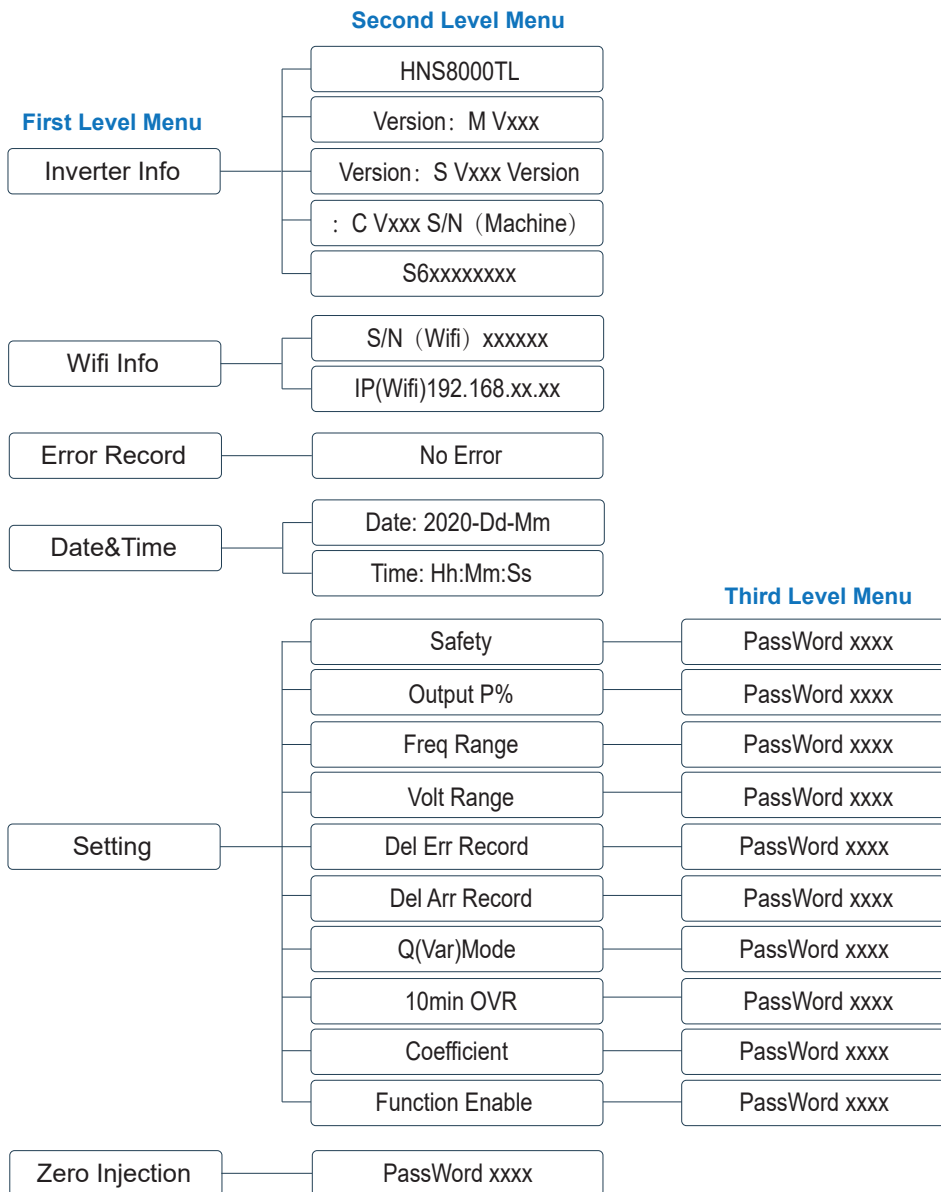 Second Level Menu
First Level Menu
Inverter Info
HNS8000TL
Version：M Vxxx
Version：S Vxxx Version
：C Vxxx S/N（Machine）
S6xxxxxxxx
Wifi Info
S/N（Wifi）xxxxxx
IP(Wifi)192.168.xx.xx
Error Record
No Error
Date&Time
Date: 2020-Dd-Mm
Time: Hh:Mm:Ss
Third Level Menu
Setting
Safety
PassWord xxxx
Output P%
PassWord xxxx
Freq Range
PassWord xxxx
Volt Range
PassWord xxxx
Del Err Record
PassWord xxxx
Del Arr Record
PassWord xxxx
Q(Var)Mode
PassWord xxxx
10min OVR
PassWord xxxx
Coefficient
PassWord xxxx
Function Enable
PassWord xxxx
Zero Injection
PassWord xxxx